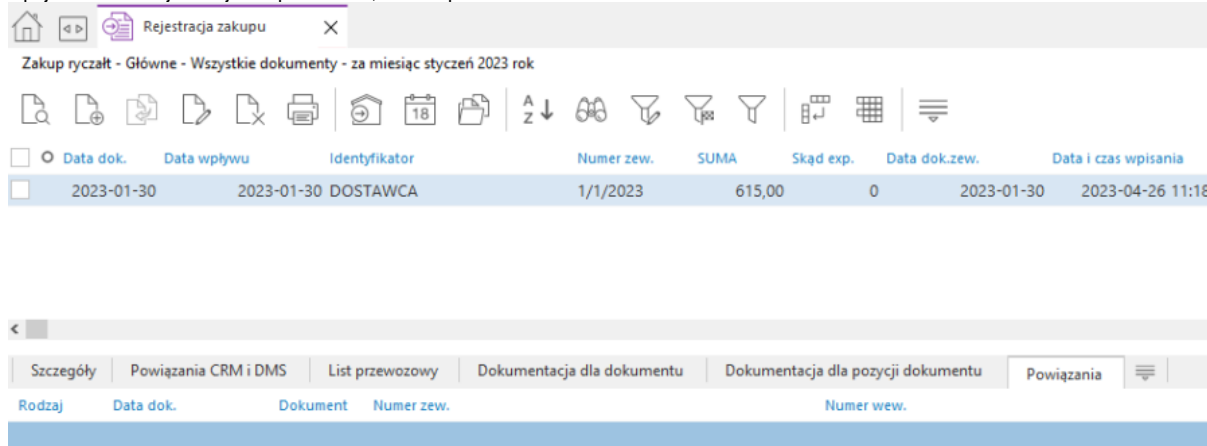 Rejestracja zakupu
Zakup ryczałt - Główne - Wszystkie dokumenty - za miesiąc styczeń 2023 rok
18
A
Z
Data dok. Data wpływu Identyfikator Numer zew. SUMA Skąd exp. Data dok.zew. Data i czas wpisania
2023-01-30 2023-01-30 DOSTAWCA 1/1/2023 615,00 0 2023-01-30 2023-04-26 11:18
Szczegóły Powiązania CRM i DMS List przewozowy Dokumentacja dla dokumentu Dokumentacja dla pozycji dokumentu Powiązania
Rodzaj Data dok. Dokument Numer zew. Numer wew.